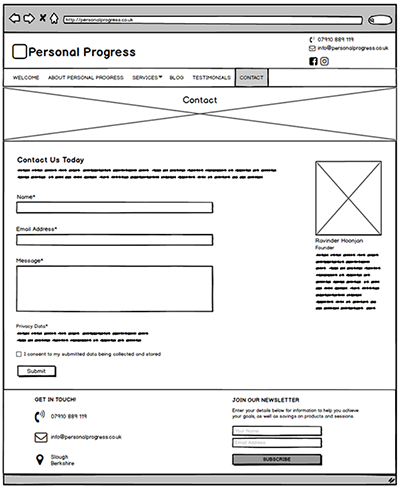 http://personalprogress.co.uk
07910 889 119
info@personalprogress.co.uk
Personal Progress
WELCOME ABOUT PERSONAL PROGRESS SERVICES BLOG TESTIMONIALS CONTACT
Contact
Contact Us Today
Name*
Email Address*
Message*
Ravinder Hoonjan
Founder
Privacy Data*
I consent to my submitted data being collected and stored
Submit
GET IN TOUCH!
07910 889 119
info@personalprogress.co.uk
Slough
Berkshire
JOIN OUR NEWSLETTER
Enter your details below for information to help you achieve
your goals, as well as savings on products and sessions.
Your Name
Email Address
SUBSCRIBE